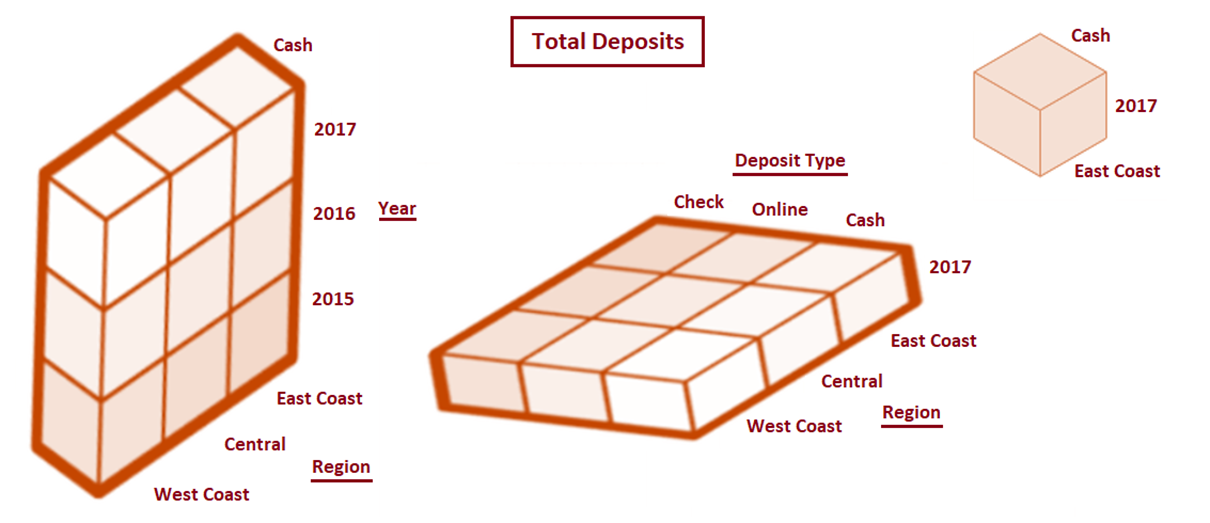 Total Deposits
Cash
2017
2016
Year
2015
East Coast
Central
Region
West Coast
Deposit Type
Check
Online
Cash
2017
East Coast
Central
Region
West Coast
Cash
2017
East Coast